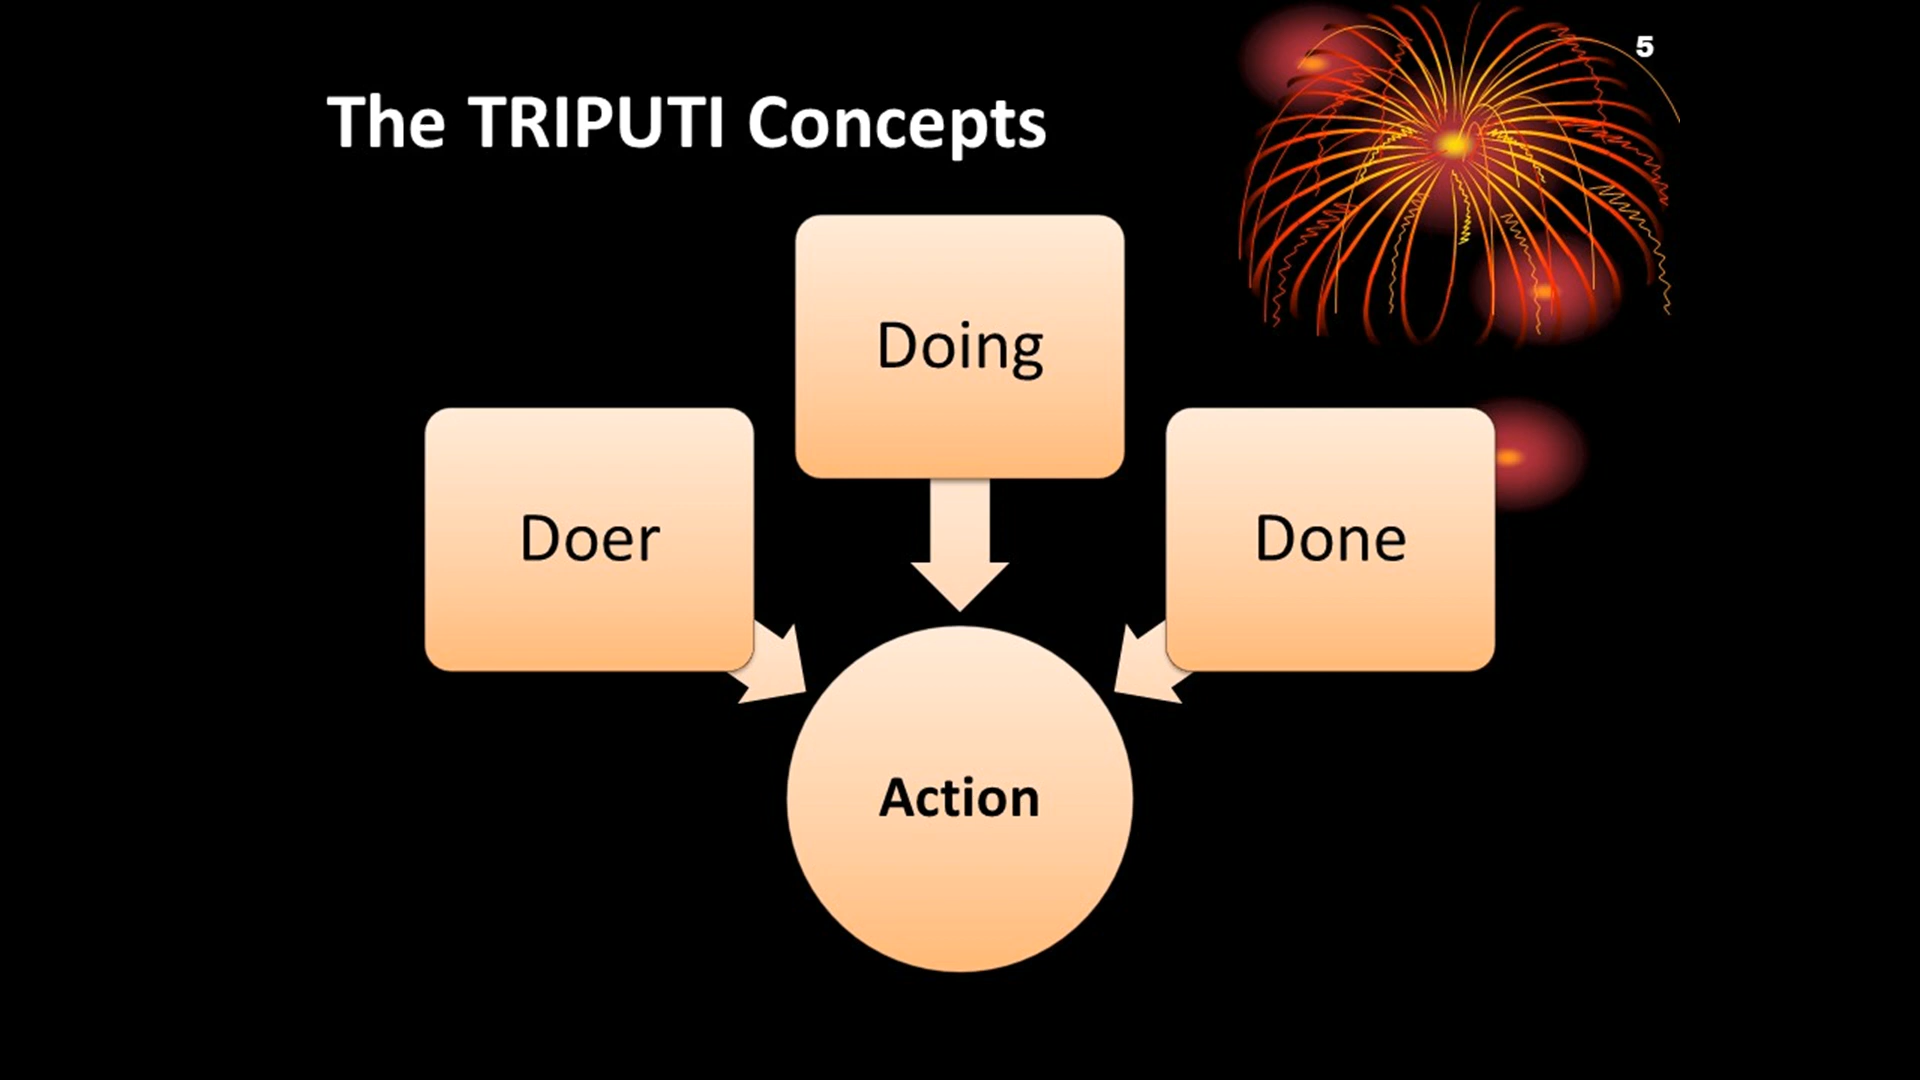 5
The TRIPUTI Concepts
Doing
Doer
Done
Action